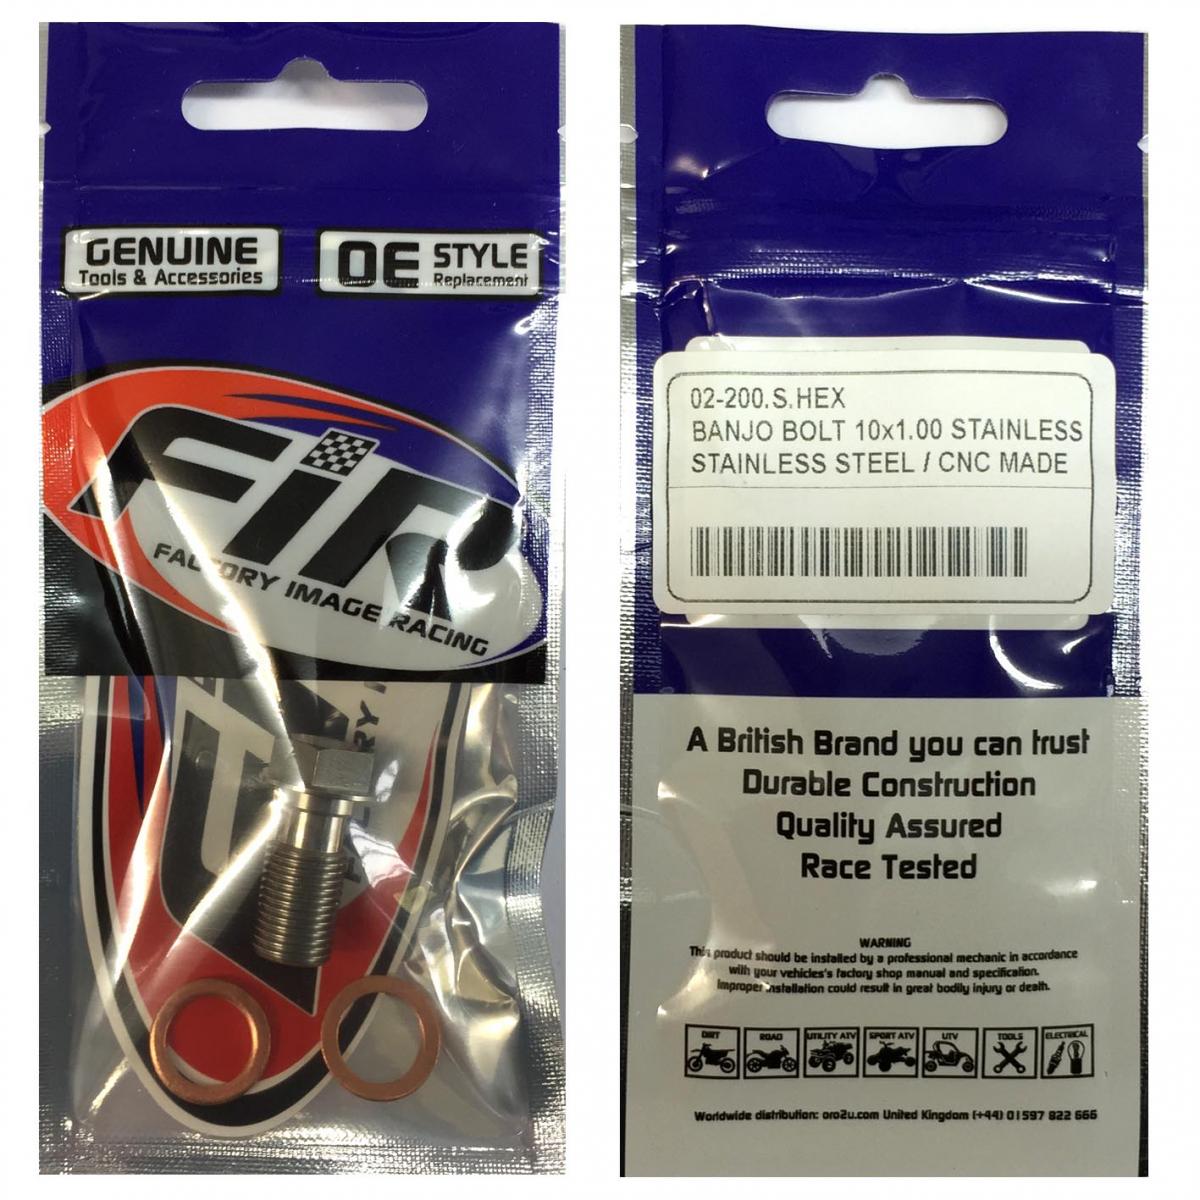 GENUINE
Tools & Accessories
OE STYLE
Replacement
FiR
FACTORY IMAGE RACING
02-200.S.HEX
BANJO BOLT 10x1.00 STAINLESS
STAINLESS STEEL / CNC MADE
A British Brand you can trust
Durable Construction
Quality Assured
Race Tested
WARNING
This product should be installed by a professional mechanic in accordance
with your vehicles's factory shop manual and specification.
Improper installation could result in great bodily injury or death.
DIRT ROAD UTILITY ATV SPORT ATV UTV TOOLS ELECTRICAL
Worldwide distribution: oro2u.com United Kingdom (+44) 01597 822 666